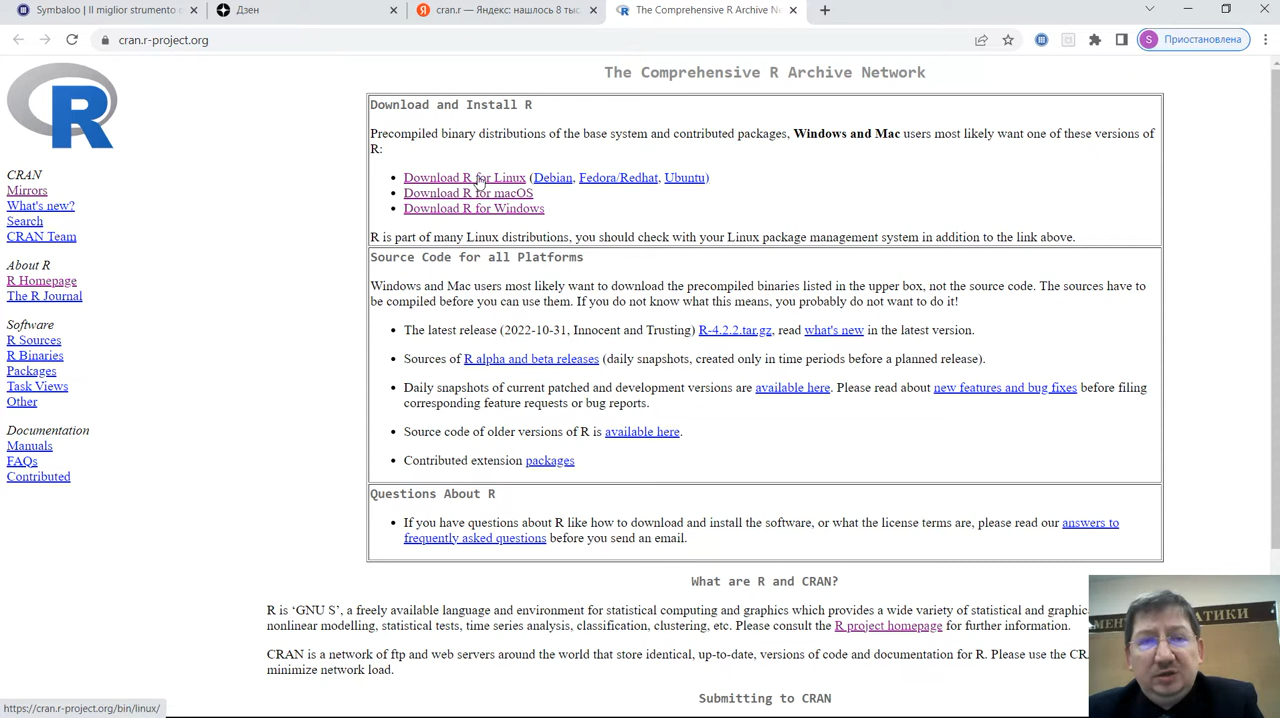 Symbaloo | Il miglior strumento d
Дзен
cran.r — Яндекс: нашлось 8 тыс.
The Comprehensive R Archive Ne
cran.r-project.org
S
Приостановлена
R
The Comprehensive R Archive Network
CRAN
Mirrors
What's new?
Search
CRAN Team
About R
R Homepage
The R Journal
Software
R Sources
R Binaries
Packages
Task Views
Other
Documentation
Manuals
FAQs
Contributed
Download and Install R
Precompiled binary distributions of the base system and contributed packages, Windows and Mac users most likely want one of these versions of
R:
• Download R for Linux (Debian, Fedora/Redhat, Ubuntu)
• Download R for macOS
• Download R for Windows
R is part of many Linux distributions, you should check with your Linux package management system in addition to the link above.
Source Code for all Platforms
Windows and Mac users most likely want to download the precompiled binaries listed in the upper box, not the source code. The sources have to
be compiled before you can use them. If you do not know what this means, you probably do not want to do it!
• The latest release (2022-10-31, Innocent and Trusting) R-4.2.2.tar.gz, read what's new in the latest version.
• Sources of R alpha and beta releases (daily snapshots, created only in time periods before a planned release).
• Daily snapshots of current patched and development versions are available here. Please read about new features and bug fixes before filing
corresponding feature requests or bug reports.
• Source code of older versions of R is available here.
• Contributed extension packages
Questions About R
• If you have questions about R like how to download and install the software, or what the license terms are, please read our answers to
frequently asked questions before you send an email.
What are R and CRAN?
R is ‘GNU S’, a freely available language and environment for statistical computing and graphics which provides a wide variety of statistical and graphic
nonlinear modelling, statistical tests, time series analysis, classification, clustering, etc. Please consult the R project homepage for further information.
CRAN is a network of ftp and web servers around the world that store identical, up-to-date, versions of code and documentation for R. Please use the CRA
minimize network load.
Submitting to CRAN
https://cran.r-project.org/bin/linux/